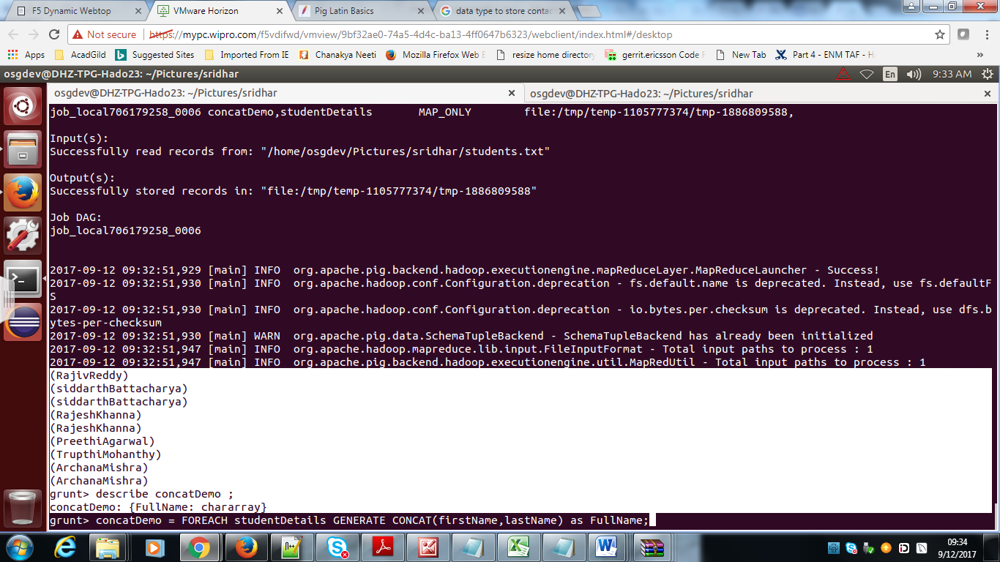 F5 Dynamic Webtop
VMware Horizon
Pig Latin Basics
data type to store contac
Not secure
https://mypc.wipro.com/f5vdifwd/vmview/9bf32ae0-74a5-4d4c-ba13-4ff0647b6323/webclient/index.html#/desktop
Apps
AcadGild
Suggested Sites
Imported From IE
Chanakya Neeti
Mozilla Firefox Web
resize home directory
gerrit.ericsson Code
New Tab
Part 4 - ENM TAF -
»
osgdev@DHZ-TPG-Hado23: ~/Pictures/sridhar
En
9:33 AM
osgdev@DHZ-TPG-Hado23: ~/Pictures/sridhar
osgdev@DHZ-TPG-Hado23: ~/Pictures/sridhar
job_local706179258_0006 concatDemo,studentDetails MAP_ONLY file:/tmp/temp-1105777374/tmp-1886809588,
Input(s):
Successfully read records from: "/home/osgdev/Pictures/sridhar/students.txt"
Output(s):
Successfully stored records in: "file:/tmp/temp-1105777374/tmp-1886809588"
Job DAG:
job_local706179258_0006
2017-09-12 09:32:51,929 [main] INFO org.apache.pig.backend.hadoop.executionengine.mapReduceLayer.MapReduceLauncher - Success!
2017-09-12 09:32:51,930 [main] INFO org.apache.hadoop.conf.Configuration.deprecation - fs.default.name is deprecated. Instead, use fs.defaultF
S
2017-09-12 09:32:51,930 [main] INFO org.apache.hadoop.conf.Configuration.deprecation - io.bytes.per.checksum is deprecated. Instead, use dfs.b
ytes-per-checksum
2017-09-12 09:32:51,930 [main] WARN org.apache.pig.data.SchemaTupleBackend - SchemaTupleBackend has already been initialized
2017-09-12 09:32:51,947 [main] INFO org.apache.hadoop.mapreduce.lib.input.FileInputFormat - Total input paths to process : 1
2017-09-12 09:32:51,947 [main] INFO org.apache.pig.backend.hadoop.executionengine.util.MapRedUtil - Total input paths to process : 1
(RajivReddy)
(siddarthBattacharya)
(siddarthBattacharya)
(RajeshKhanna)
(RajeshKhanna)
(PreethiAgarwal)
(TrupthiMohanthy)
(ArchanaMishra)
(ArchanaMishra)
grunt> describe concatDemo ;
concatDemo: {FullName: chararray}
grunt> concatDemo = FOREACH studentDetails GENERATE CONCAT(firstName,lastName) as FullName;
09:34
9/12/2017